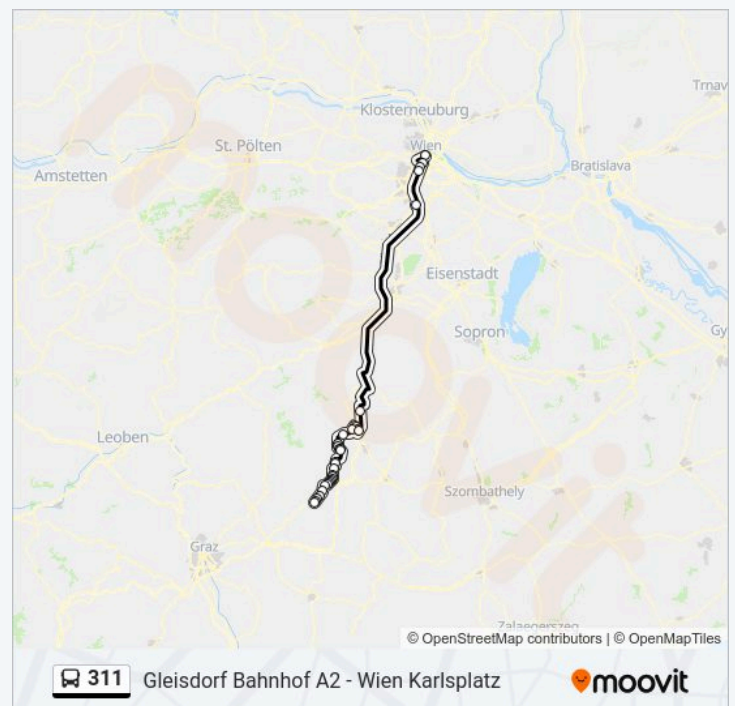 Trnav
Klosterneuburg
St. Pölten
Wien
Amstetten
Bratislava
Eisenstadt
Sopron
Gy
Leoben
Szombathely
Graz
Zalaegerszeg
© OpenStreetMap contributors | © OpenMapTiles
311 Gleisdorf Bahnhof A2 - Wien Karlsplatz moovit
moovit